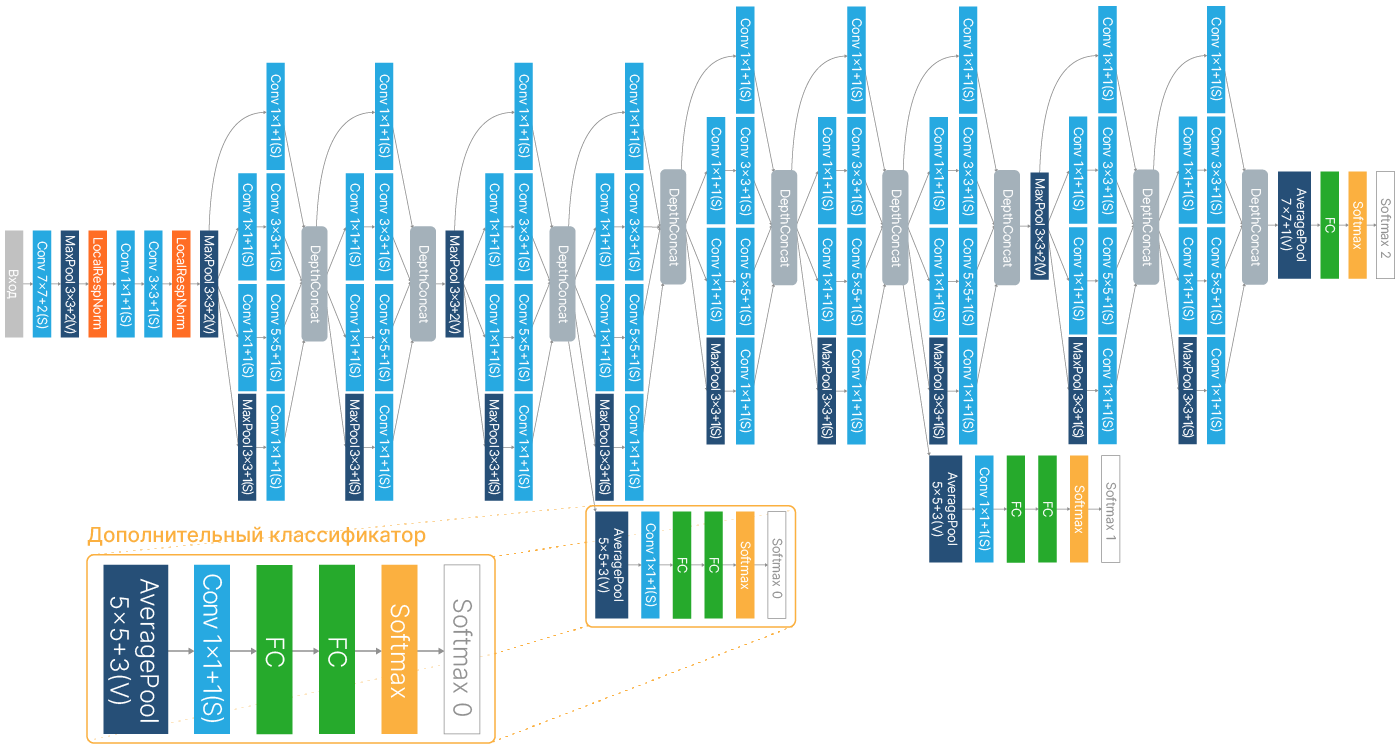 Вход
Conv 7×7+2(S)
MaxPool 3×3+2(V)
LocalRespNorm
Conv 1×1+1(S)
Conv 3×3+1(S)
LocalRespNorm
MaxPool 3×3+2(V)
Conv 1×1+1(S)
Conv 1×1+1(S)
Conv 3×3+1(S)
Conv 1×1+1(S)
Conv 5×5+1(S)
MaxPool 3×3+1(S)
Conv 1×1+1(S)
DepthConcat
Conv 1×1+1(S)
Conv 1×1+1(S)
Conv 3×3+1(S)
Conv 1×1+1(S)
Conv 5×5+1(S)
MaxPool 3×3+1(S)
Conv 1×1+1(S)
DepthConcat
MaxPool 3×3+2(V)
Conv 1×1+1(S)
Conv 1×1+1(S)
Conv 3×3+1(S)
Conv 1×1+1(S)
Conv 5×5+1(S)
MaxPool 3×3+1(S)
Conv 1×1+1(S)
DepthConcat
Conv 1×1+1(S)
Conv 1×1+1(S)
Conv 3×3+1(S)
Conv 1×1+1(S)
Conv 5×5+1(S)
MaxPool 3×3+1(S)
Conv 1×1+1(S)
DepthConcat
Conv 1×1+1(S)
Conv 1×1+1(S)
Conv 3×3+1(S)
Conv 1×1+1(S)
Conv 5×5+1(S)
MaxPool 3×3+1(S)
Conv 1×1+1(S)
DepthConcat
Conv 1×1+1(S)
Conv 1×1+1(S)
Conv 3×3+1(S)
Conv 1×1+1(S)
Conv 5×5+1(S)
MaxPool 3×3+1(S)
Conv 1×1+1(S)
DepthConcat
Conv 1×1+1(S)
Conv 1×1+1(S)
Conv 3×3+1(S)
Conv 1×1+1(S)
Conv 5×5+1(S)
MaxPool 3×3+1(S)
Conv 1×1+1(S)
DepthConcat
MaxPool 3×3+2(V)
Conv 1×1+1(S)
Conv 1×1+1(S)
Conv 3×3+1(S)
Conv 1×1+1(S)
Conv 5×5+1(S)
MaxPool 3×3+1(S)
Conv 1×1+1(S)
DepthConcat
Conv 1×1+1(S)
Conv 1×1+1(S)
Conv 3×3+1(S)
Conv 1×1+1(S)
Conv 5×5+1(S)
MaxPool 3×3+1(S)
Conv 1×1+1(S)
DepthConcat
AveragePool
7×7+1(V)
FC
Softmax
Softmax 2
AveragePool
5×5+3(V)
Conv 1×1+1(S)
FC
FC
Softmax
Softmax 1
AveragePool
5×5+3(V)
Conv 1×1+1(S)
FC
FC
Softmax
Softmax 0
Дополнительный классификатор
AveragePool
5×5+3(V)
Conv 1×1+1(S)
FC
FC
Softmax
Softmax 0